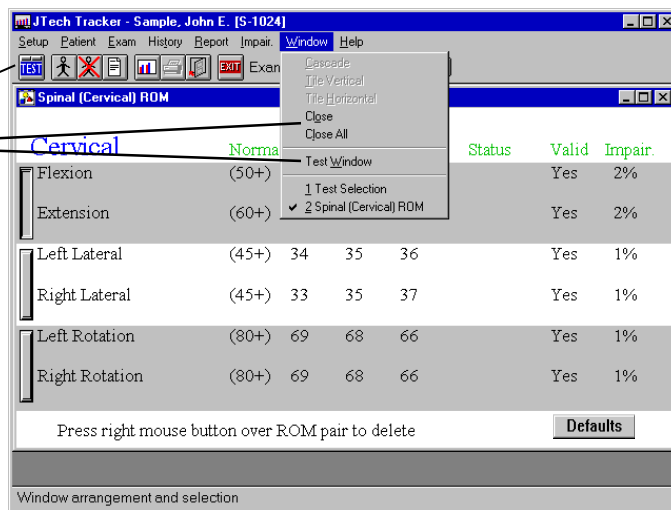 JTech Tracker - Sample, John E. [S-1024]
Setup Patient Exam History Report Impair. Window Help
TEST EXIT Exan
Cascade
Tile Vertical
Tile Horizontal
Close
Close All
Test Window
1 Test Selection
✔ 2 Spinal (Cervical) ROM
Spinal (Cervical) ROM
Cervical Norma Status Valid Impair.
Flexion (50+) Yes 2%
Extension (60+) Yes 2%
Left Lateral (45+) 34 35 36 Yes 1%
Right Lateral (45+) 33 35 37 Yes 1%
Left Rotation (80+) 69 68 66 Yes 1%
Right Rotation (80+) 69 68 66 Yes 1%
Press right mouse button over ROM pair to delete Defaults
Window arrangement and selection